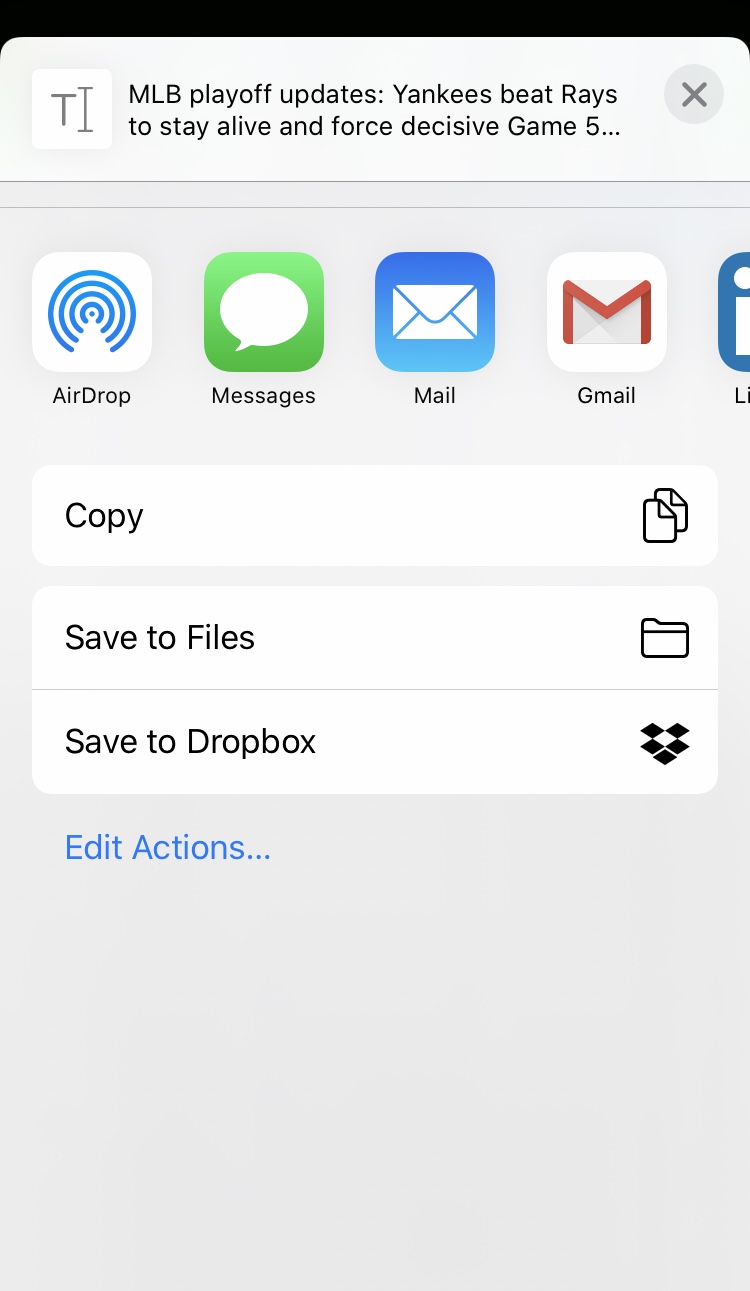 MLB playoff updates: Yankees beat Rays
to stay alive and force decisive Game 5...
AirDrop
Messages
Mail
Gmail
Li
Copy
Save to Files
Save to Dropbox
Edit Actions...